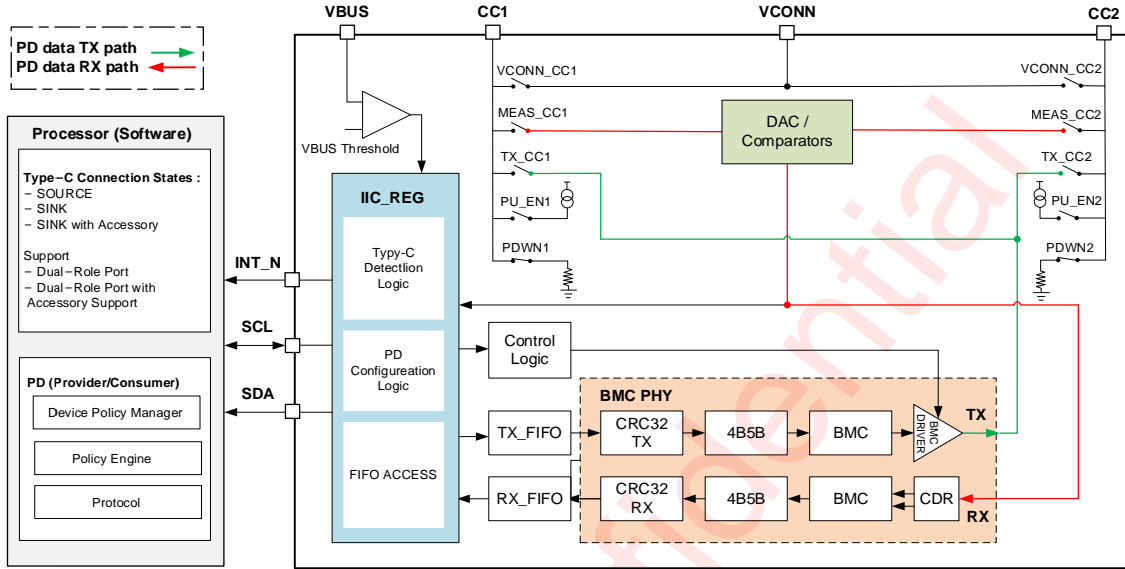 VBUS
CC1
VCONN
CC2
PD data TX path
PD data RX path
VCONN_CC1
VCONN_CC2
Processor (Software)
MEAS_CC1
DAC /
Comparators
MEAS_CC2
VBUS Threshold
Type–C Connection States :
– SOURCE
– SINK
– SINK with Accessory
Support
– Dual–Role Port
– Dual–Role Port with
Accessory Support
TX_CC1
TX_CC2
IIC_REG
PU_EN1
PU_EN2
Typy-C
Detectlion
Logic
PDWN1
PDWN2
INT_N
SCL
SDA
PD
Configureation
Logic
Control
Logic
PD (Provider/Consumer)
Device Policy Manager
Policy Engine
Protocol
BMC PHY
FIFO ACCESS
TX_FIFO
CRC32
TX
4B5B
BMC
BMC
DRIVER
TX
RX_FIFO
CRC32
RX
4B5B
BMC
CDR
RX
nfidential